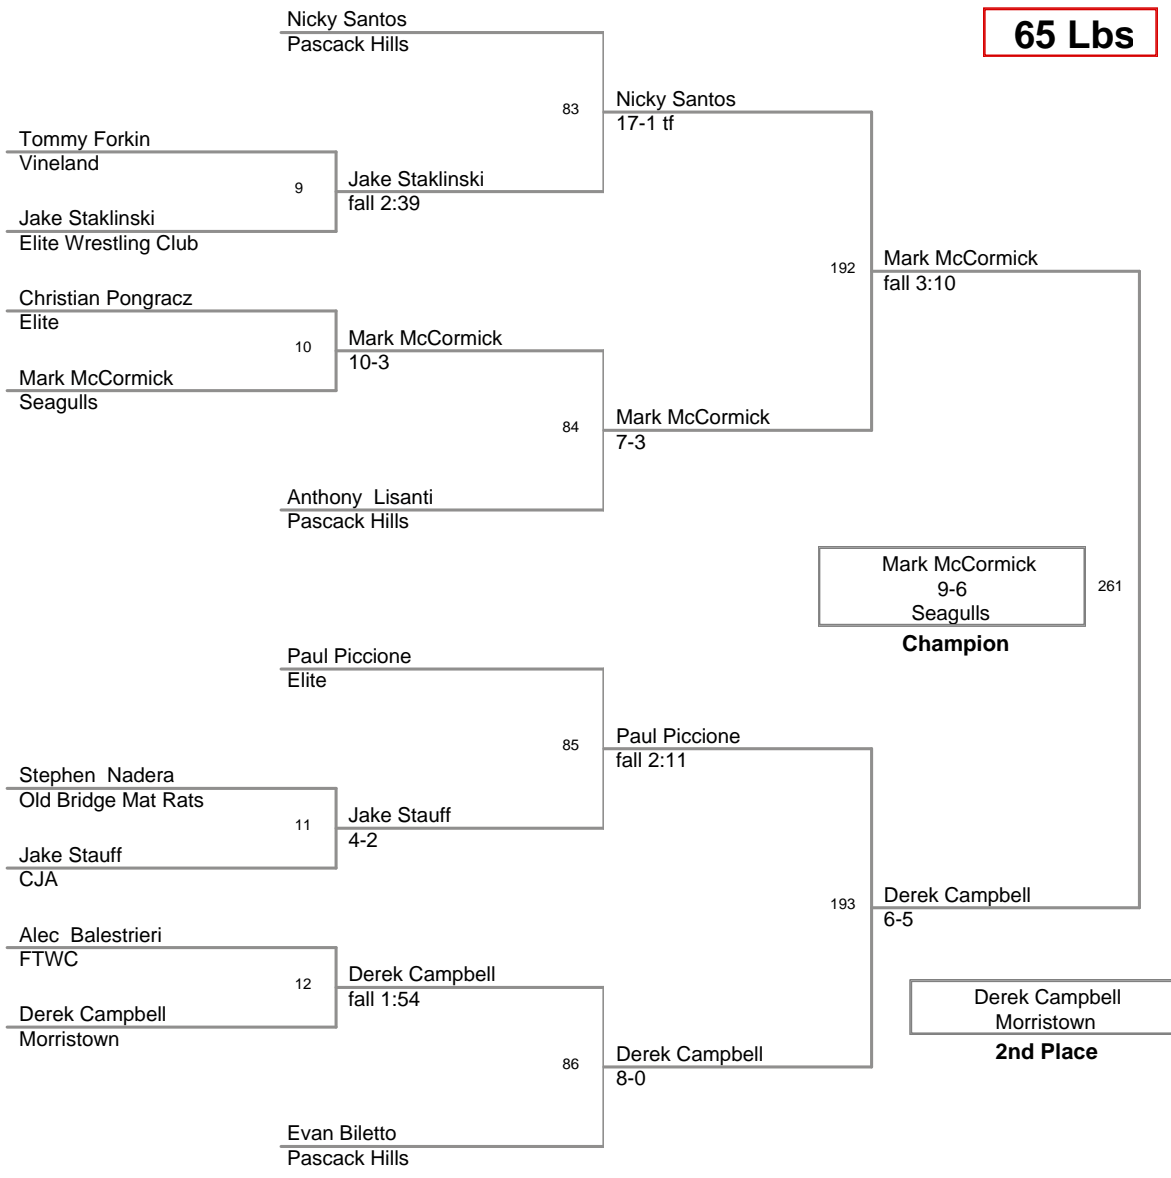 Nicky Santos
Pascack Hills
65 Lbs
83
Nicky Santos
17-1 tf
Tommy Forkin
Vineland
9
Jake Staklinski
fall 2:39
Jake Staklinski
Elite Wrestling Club
192
Mark McCormick
fall 3:10
Christian Pongracz
Elite
10
Mark McCormick
10-3
Mark McCormick
Seagulls
84
Mark McCormick
7-3
Anthony  Lisanti
Pascack Hills
Mark McCormick
9-6
Seagulls
261
Champion
Paul Piccione
Elite
85
Paul Piccione
fall 2:11
Stephen  Nadera
Old Bridge Mat Rats
11
Jake Stauff
4-2
Jake Stauff
CJA
193
Derek Campbell
6-5
Alec  Balestrieri
FTWC
12
Derek Campbell
fall 1:54
Derek Campbell
Morristown
Derek Campbell
Morristown
2nd Place
86
Derek Campbell
8-0
Evan Biletto
Pascack Hills